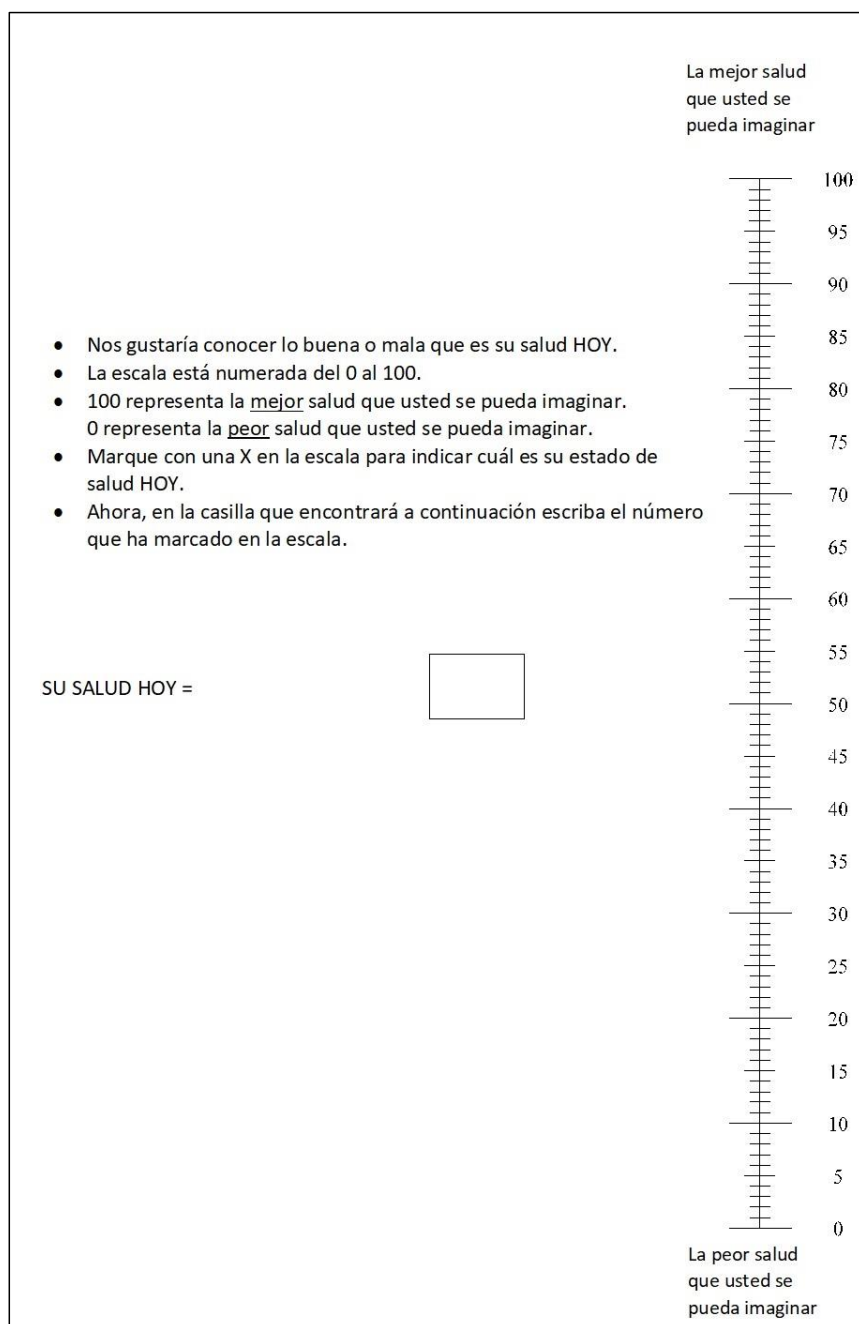 La mejor salud
que usted se
pueda imaginar
● Nos gustaría conocer lo buena o mala que es su salud HOY.
● La escala está numerada del 0 al 100.
● 100 representa la mejor salud que usted se pueda imaginar.
0 representa la peor salud que usted se pueda imaginar.
● Marque con una X en la escala para indicar cuál es su estado de
salud HOY.
● Ahora, en la casilla que encontrará a continuación escriba el número
que ha marcado en la escala.
SU SALUD HOY =
100
95
90
85
80
75
70
65
60
55
50
45
40
35
30
25
20
15
10
5
0
La peor salud
que usted se
pueda imaginar